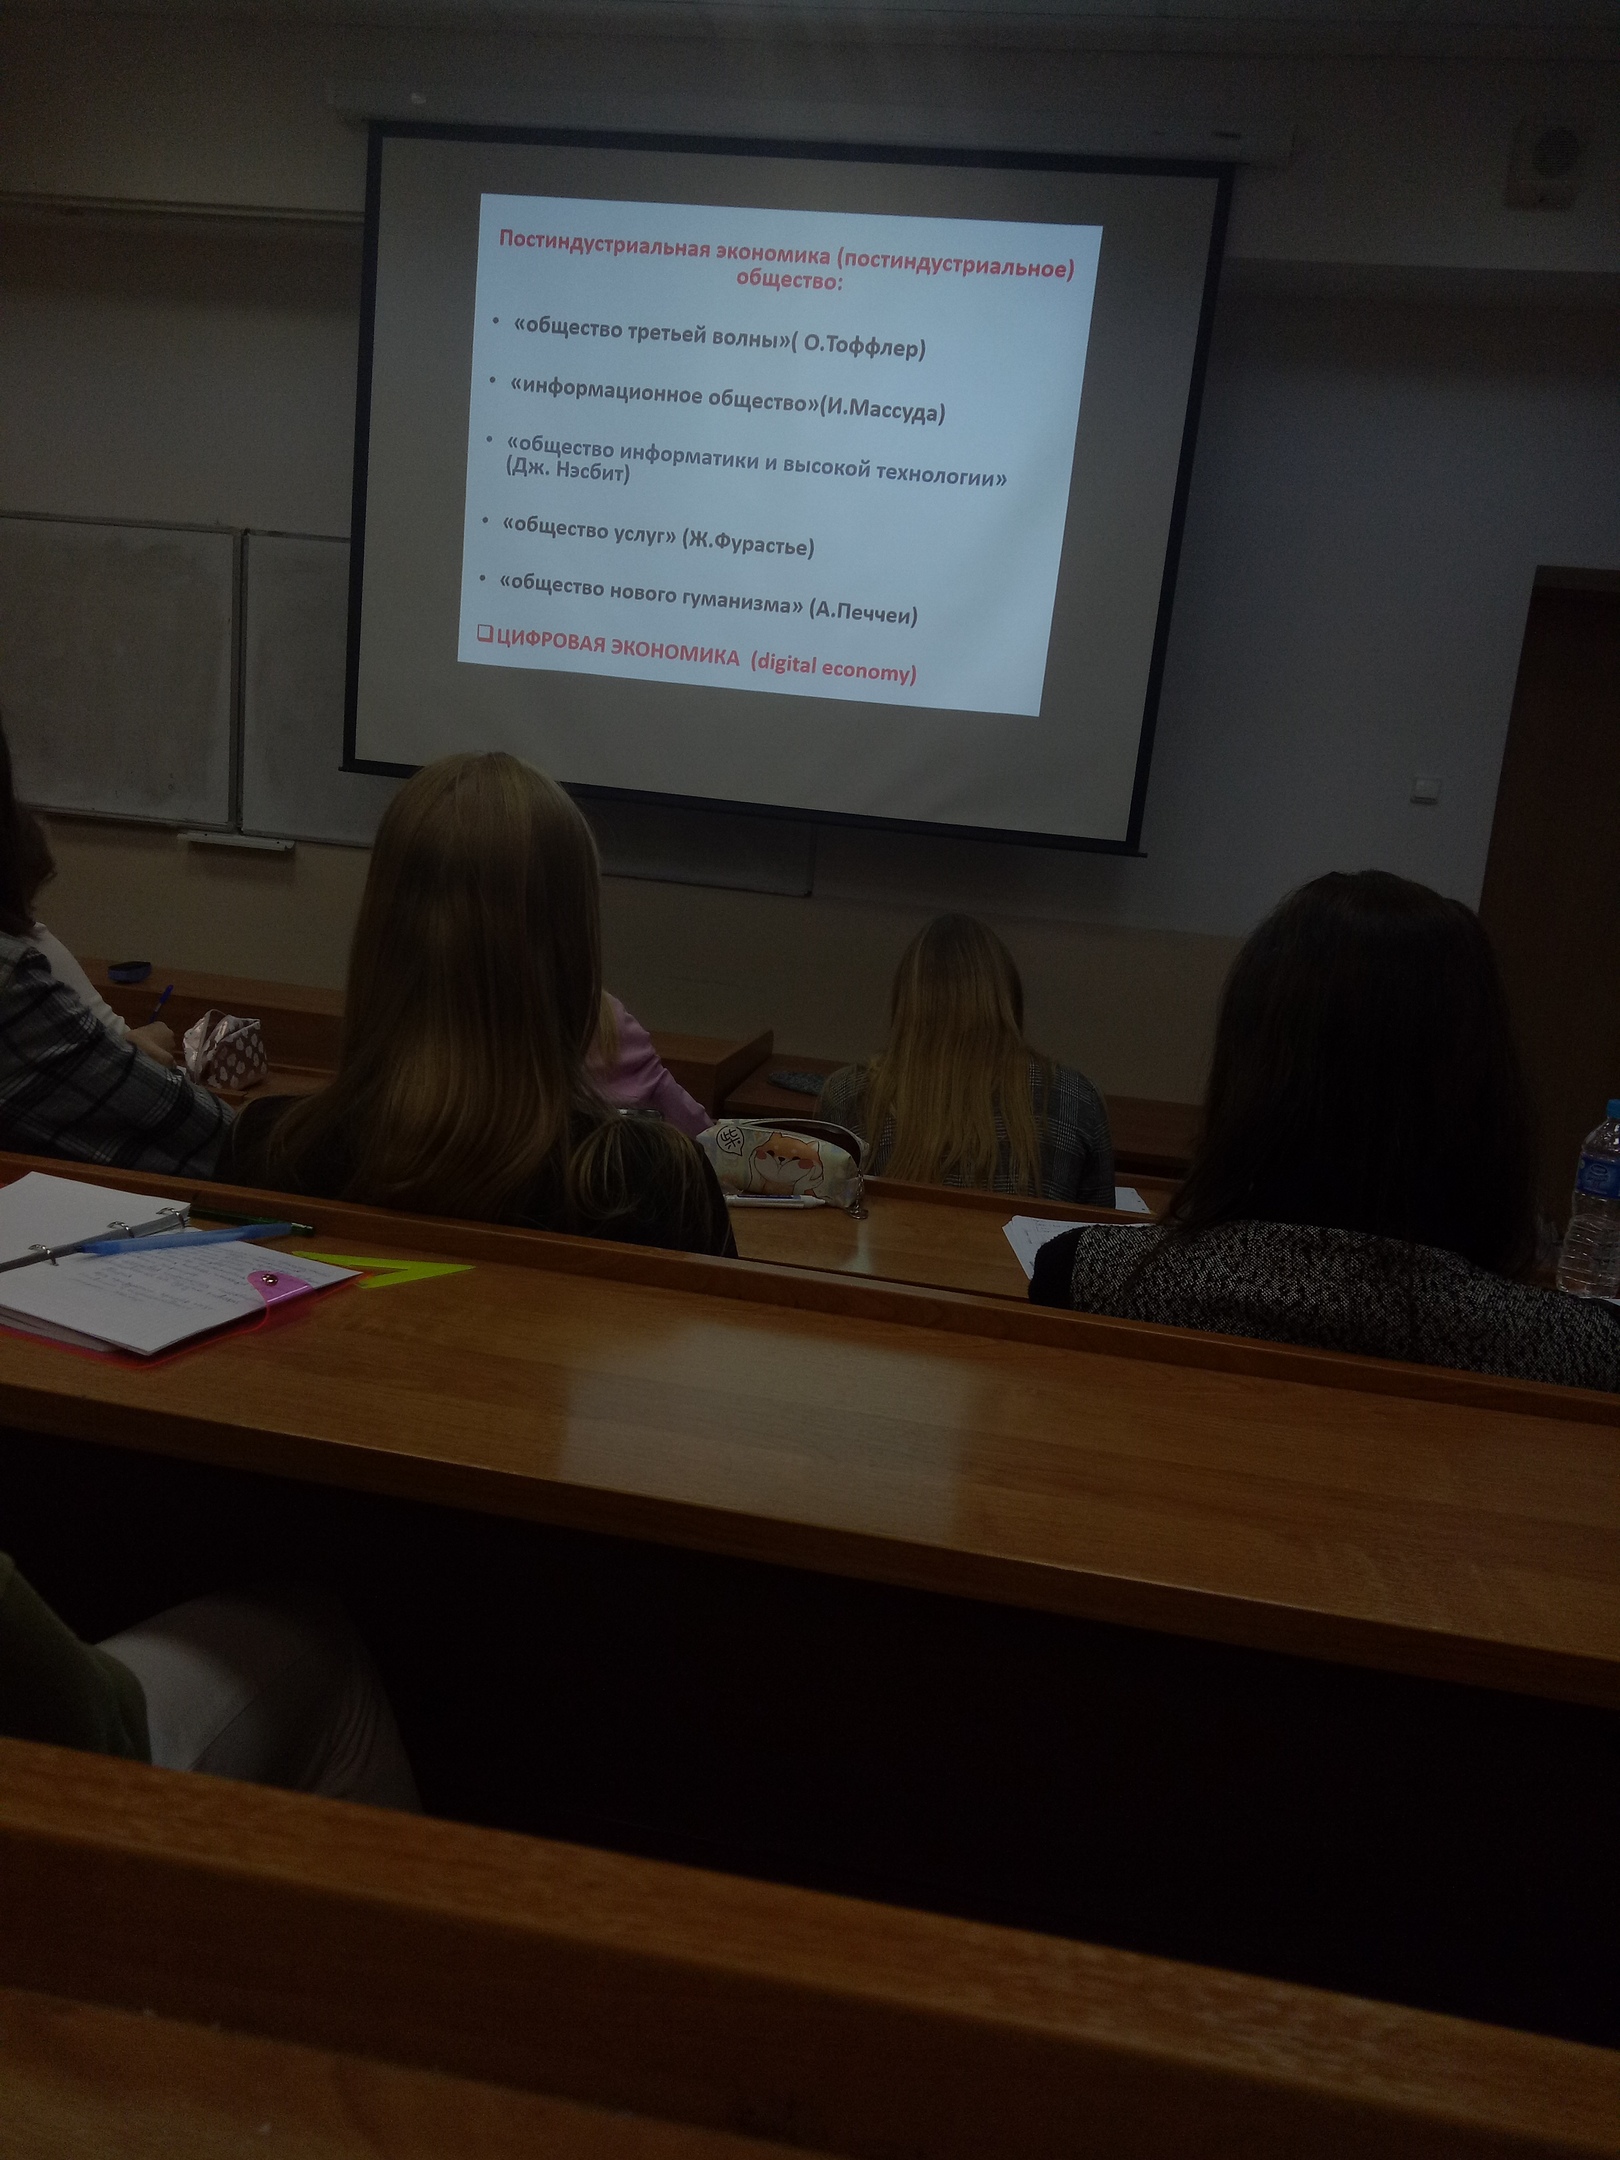 Постиндустриальная экономика (постиндустриальное)
общество:
• «общество третьей волны»( О.Тоффлер)
• «информационное общество»(И.Массуда)
• «общество информатики и высокой технологии»
(Дж. Нэсбит)
• «общество услуг» (Ж.Фурастье)
• «общество нового гуманизма» (А.Печчеи)
❑ЦИФРОВАЯ ЭКОНОМИКА (digital economy)